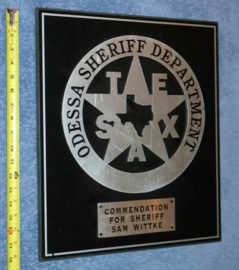 ODESSA SHERIFF DEPARTMENT
TEXAS
COMMENDATION
FOR SHERIFF
SAM WITTKE